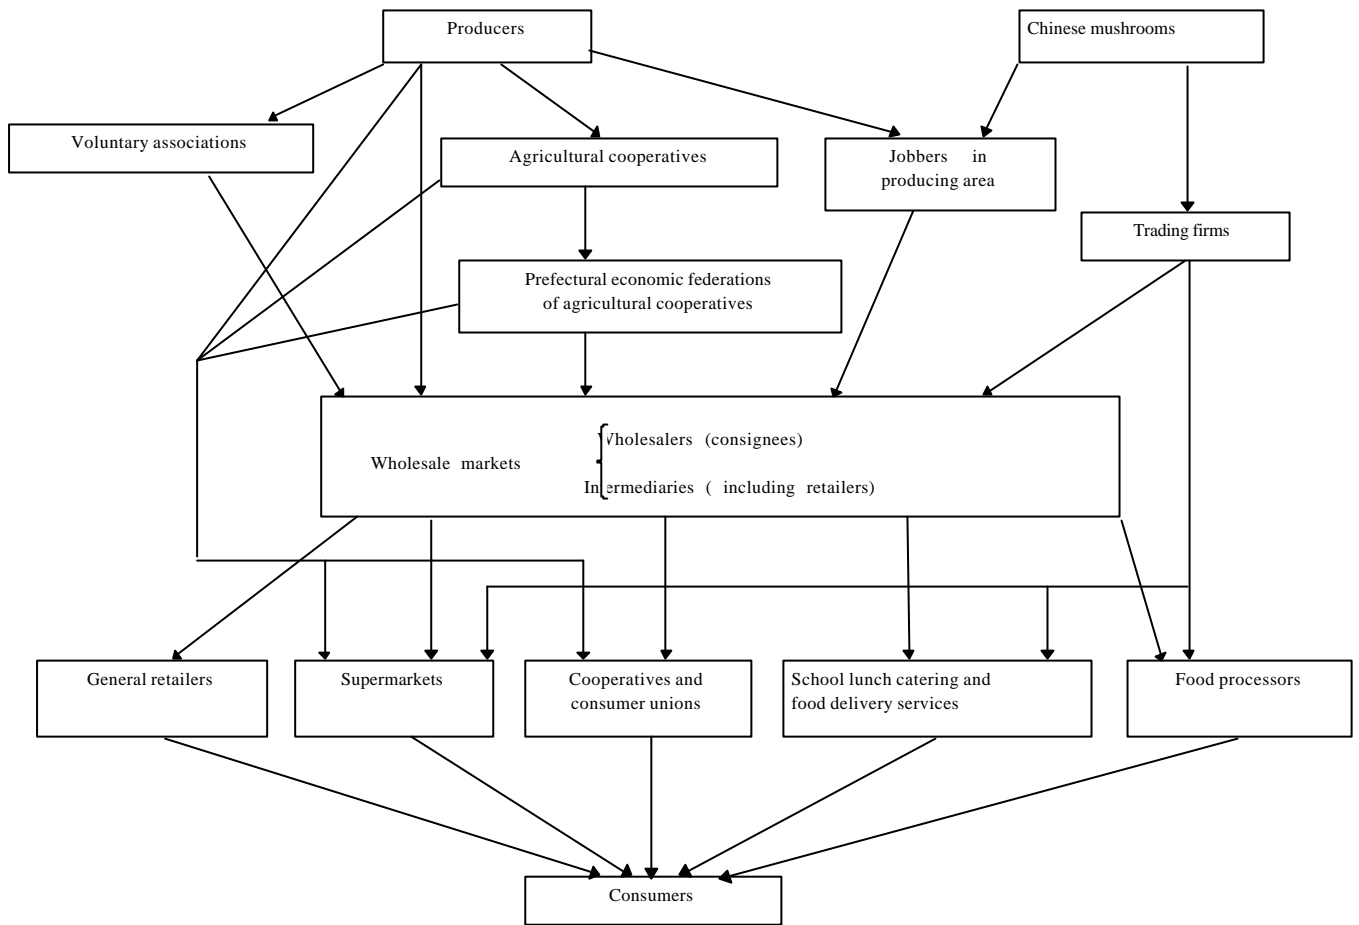 Producers
Chinese mushrooms
Voluntary associations
Agricultural cooperatives
Jobbers in
producing area
Trading firms
Prefectural economic federations
of agricultural cooperatives
Wholesale markets
Wholesalers (consignees)
Intermediaries ( including retailers)
General retailers
Supermarkets
Cooperatives and
consumer unions
School lunch catering and
food delivery services
Food processors
Consumers